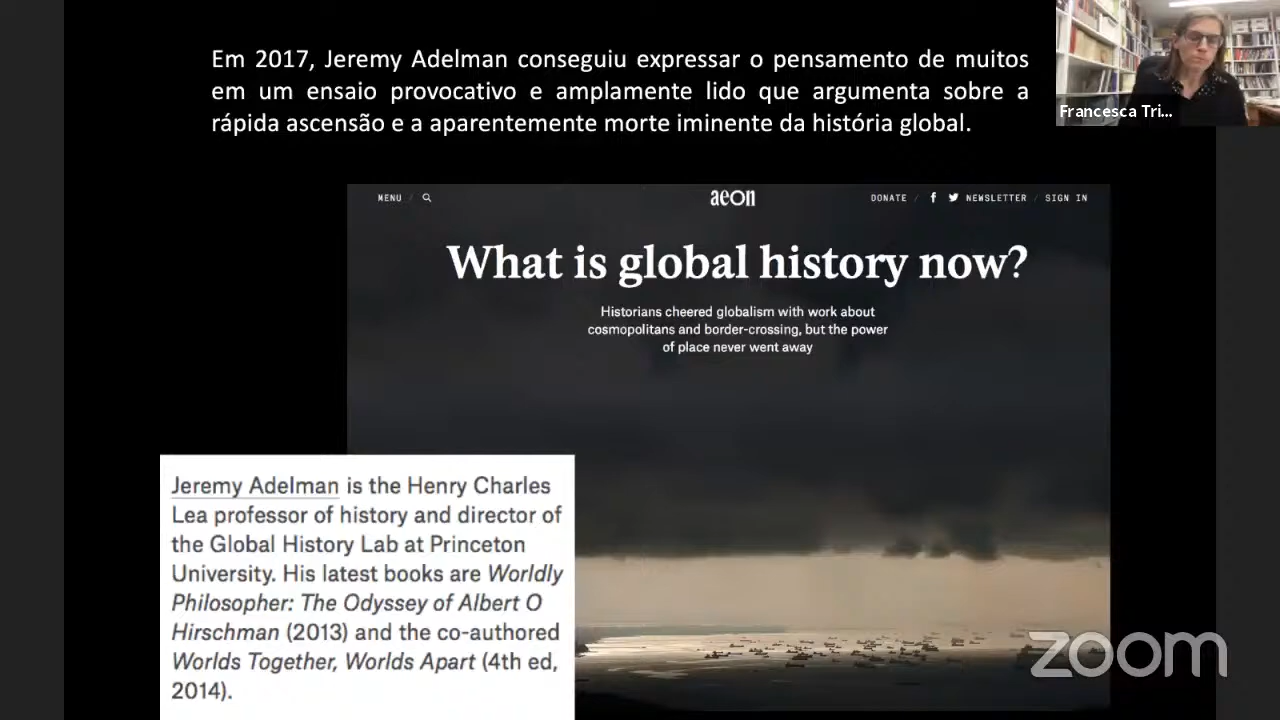 Em 2017, Jeremy Adelman conseguiu expressar o pensamento de muitos
em um ensaio provocativo e amplamente lido que argumenta sobre a
rápida ascensão e a aparentemente morte iminente da história global.
Francesca Tri...
MENU / 
aeon
DONATE / NEWSLETTER / SIGN IN
What is global history now?
Historians cheered globalism with work about
cosmopolitans and border-crossing, but the power
of place never went away
Jeremy Adelman is the Henry Charles
Lea professor of history and director of
the Global History Lab at Princeton
University. His latest books are Worldly
Philosopher: The Odyssey of Albert O
Hirschman (2013) and the co-authored
Worlds Together, Worlds Apart (4th ed,
2014).
zoom